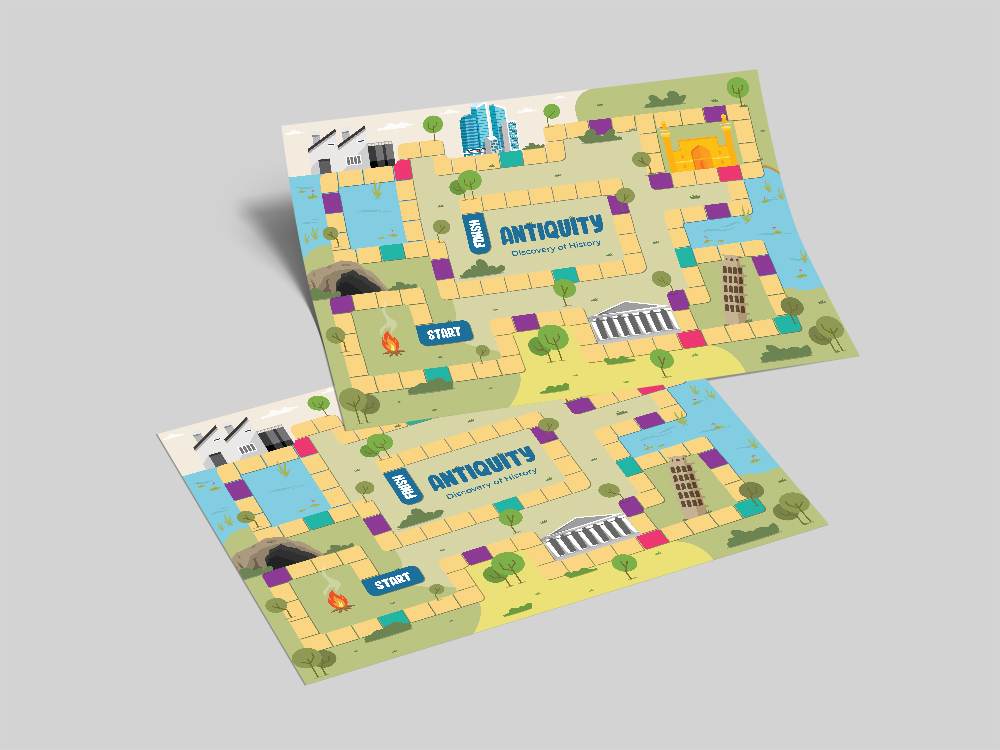 FINISH
ANTIQUITY
Discovery of History
START
FINISH
ANTIQUITY
Discovery of History
START